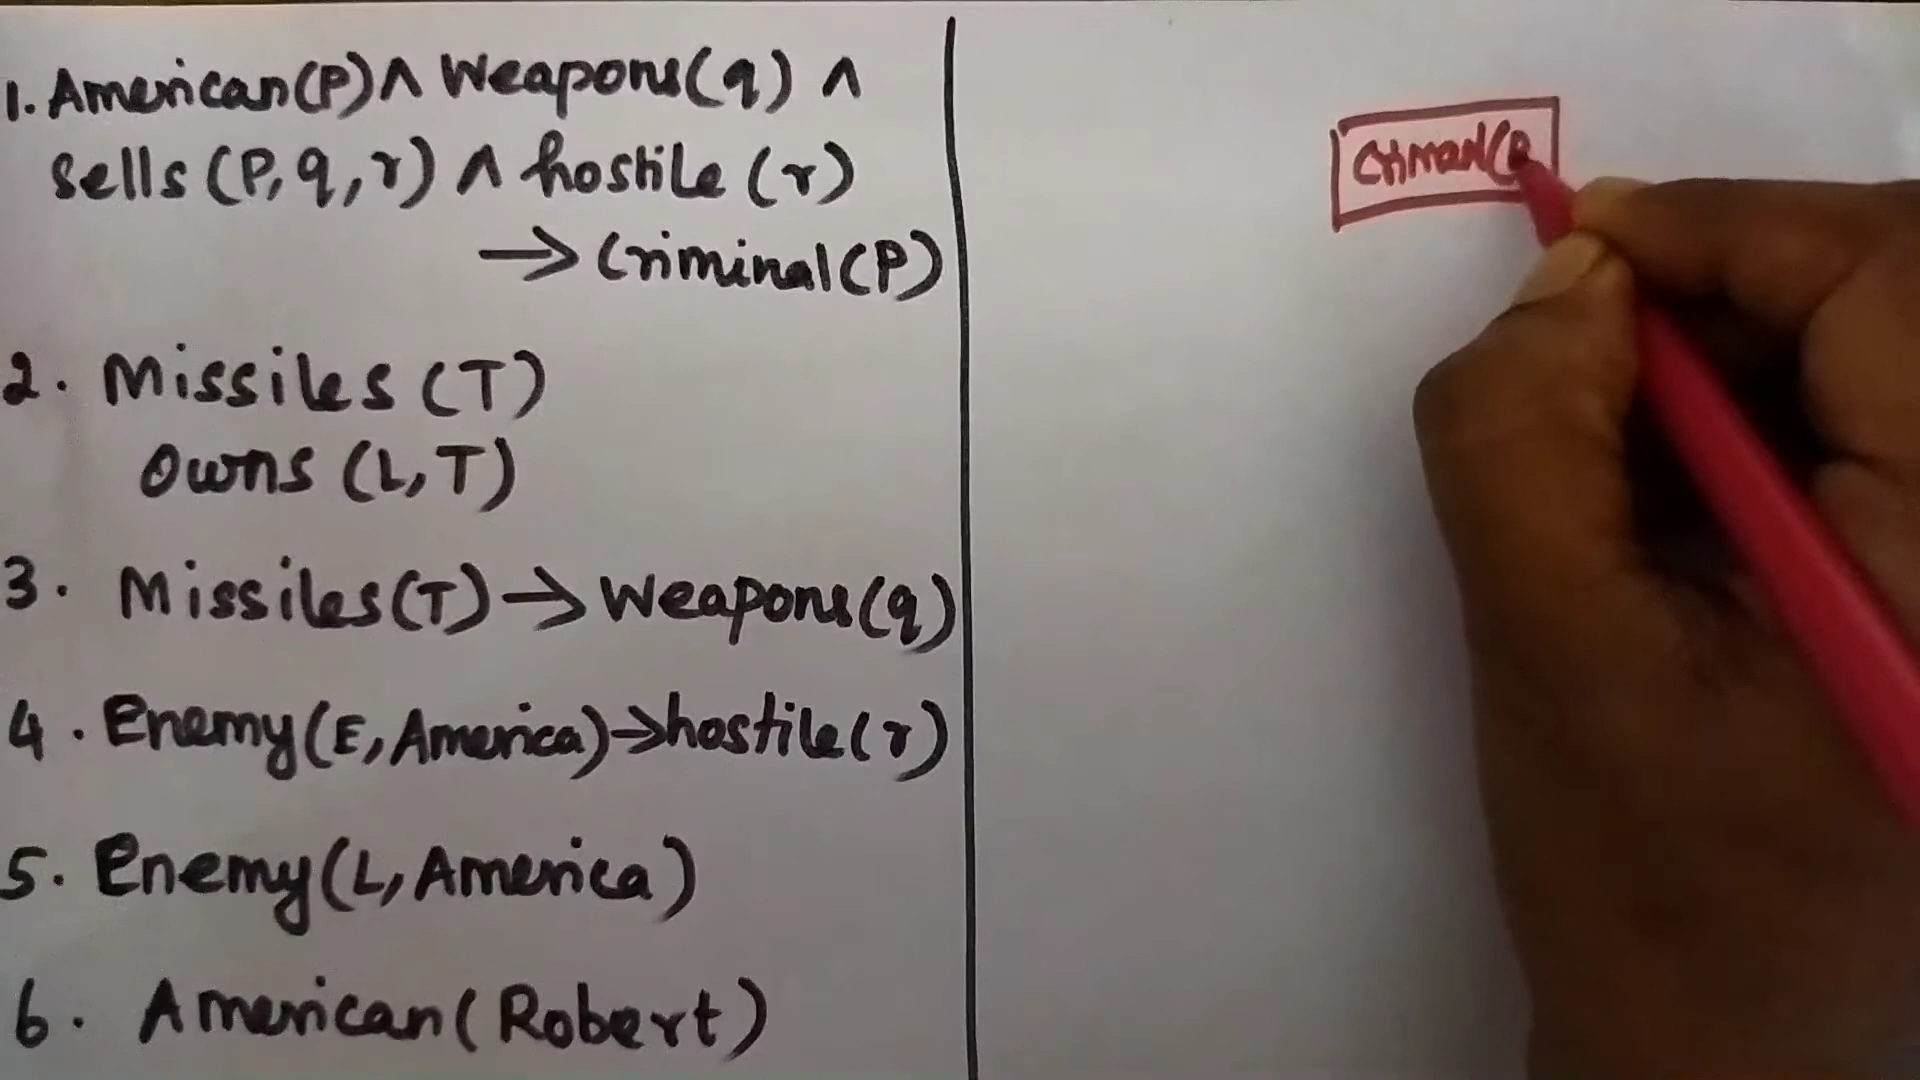 1. American(P) ∧ Weapons(q) ∧
Sells (P, q, r) ∧ hostile (r)
→ Criminal(P)
2. Missiles (T)
Owns (L, T)
3. Missiles(T) → Weapons(q)
4. Enemy(E, America) → hostile(r)
5. Enemy(L, America)
6. American (Robert)